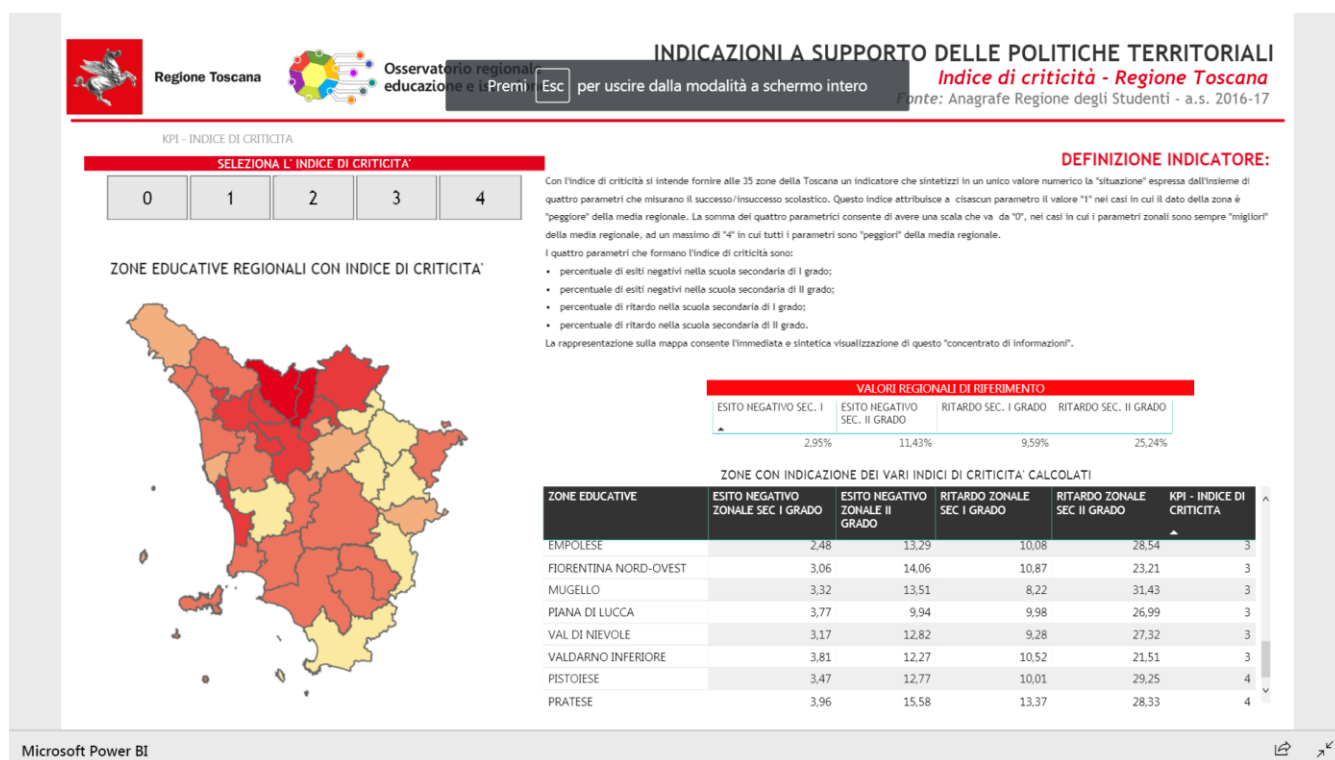 INDICAZIONI A SUPPORTO DELLE POLITICHE TERRITORIALI
Regione Toscana
Osservatorio regionale
educazione e
Premi Esc per uscire dalla modalità a schermo intero
Indice di criticità - Regione Toscana
Fonte: Anagrafe Regione degli Studenti - a.s. 2016-17
KPI - INDICE DI CRITICITA
SELEZIONA L' INDICE DI CRITICITA'
0 1 2 3 4
ZONE EDUCATIVE REGIONALI CON INDICE DI CRITICITA'
DEFINIZIONE INDICATORE:
Con l'indice di criticità si intende fornire alle 35 zone della Toscana un indicatore che sintetizzi in un unico valore numerico la "situazione" espressa dall'insieme di
quattro parametri che misurano il successo/insuccesso scolastico. Questo indice attribuisce a cisascun parametro il valore "1" nei casi in cui il dato della zona è
"peggiore" della media regionale. La somma dei quattro parametrici consente di avere una scala che va da "0", nei casi in cui i parametri zonali sono sempre "migliori"
della media regionale, ad un massimo di "4" in cui tutti i parametri sono "peggiori" della media regionale.
I quattro parametri che formano l'indice di criticità sono:
• percentuale di esiti negativi nella scuola secondaria di I grado;
• percentuale di esiti negativi nella scuola secondaria di II grado;
• percentuale di ritardo nella scuola secondaria di I grado;
• percentuale di ritardo nella scuola secondaria di II grado.
La rappresentazione sulla mappa consente l'immediata e sintetica visualizzazione di questo "concentrato di informazioni".
VALORI REGIONALI DI RIFERIMENTO
ESITO NEGATIVO SEC. I ESITO NEGATIVO RITARDO SEC. I GRADO RITARDO SEC. II GRADO
SEC. II GRADO
2,95% 11,43% 9,59% 25,24%
ZONE CON INDICAZIONE DEI VARI INDICI DI CRITICITA' CALCOLATI
ZONE EDUCATIVE ESITO NEGATIVO ESITO NEGATIVO RITARDO ZONALE RITARDO ZONALE KPI - INDICE DI
ZONALE SEC I GRADO ZONALE II SEC I GRADO SEC II GRADO CRITICITA
GRADO
EMPOLESE 2,48 13,29 10,08 28,54 3
FIORENTINA NORD-OVEST 3,06 14,06 10,87 23,21 3
MUGELLO 3,32 13,51 8,22 31,43 3
PIANA DI LUCCA 3,77 9,94 9,98 26,99 3
VAL DI NIEVOLE 3,17 12,82 9,28 27,32 3
VALDARNO INFERIORE 3,81 12,27 10,52 21,51 3
PISTOIESE 3,47 12,77 10,01 29,25 4
PRATESE 3,96 15,58 13,37 28,33 4
Microsoft Power BI